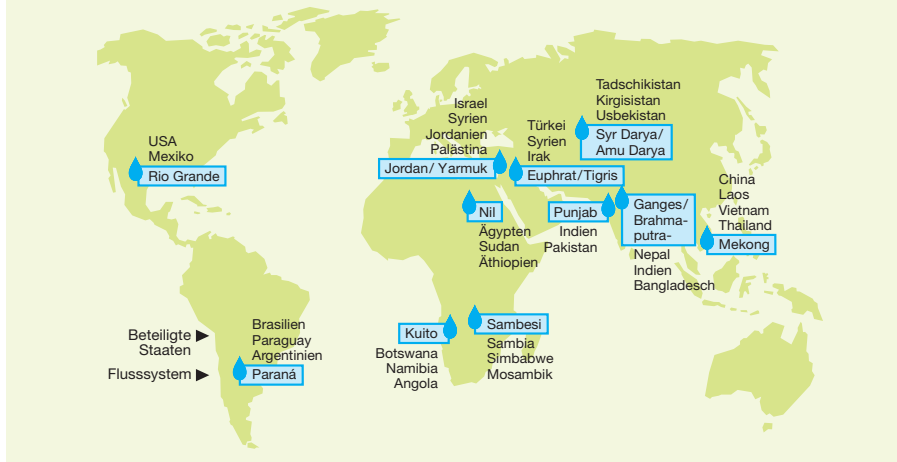 USA
Mexiko
Rio Grande
Beteiligte
Staaten
Flusssystem
Brasilien
Paraguay
Argentinien
Paraná
Israel
Syrien
Jordanien
Palästina
Jordan/ Yarmuk
Türkei
Syrien
Irak
Euphrat/Tigris
Tadschikistan
Kirgisistan
Usbekistan
Syr Darya/
Amu Darya
Nil
Ägypten
Sudan
Äthiopien
Punjab
Indien
Pakistan
Ganges/
Brahma-
putra-
Nepal
Indien
Bangladesch
China
Laos
Vietnam
Thailand
Mekong
Kuito
Botswana
Namibia
Angola
Sambesi
Sambia
Simbabwe
Mosambik